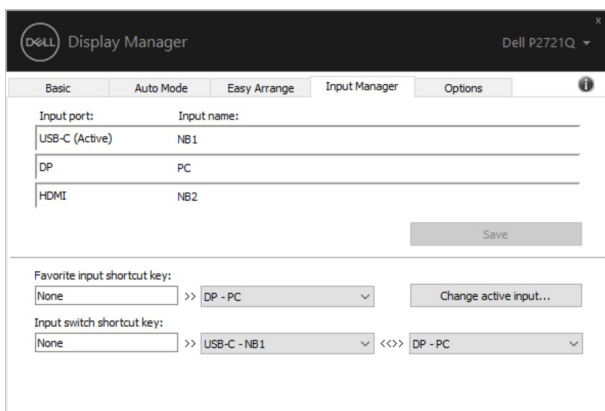 x
DELL Display Manager Dell P2721Q
Basic Auto Mode Easy Arrange Input Manager Options i
Input port: Input name:
USB-C (Active) NB1
DP PC
HDMI NB2
Save
Favorite input shortcut key:
None >> DP - PC Change active input...
Input switch shortcut key:
None >> USB-C - NB1 <<>> DP - PC